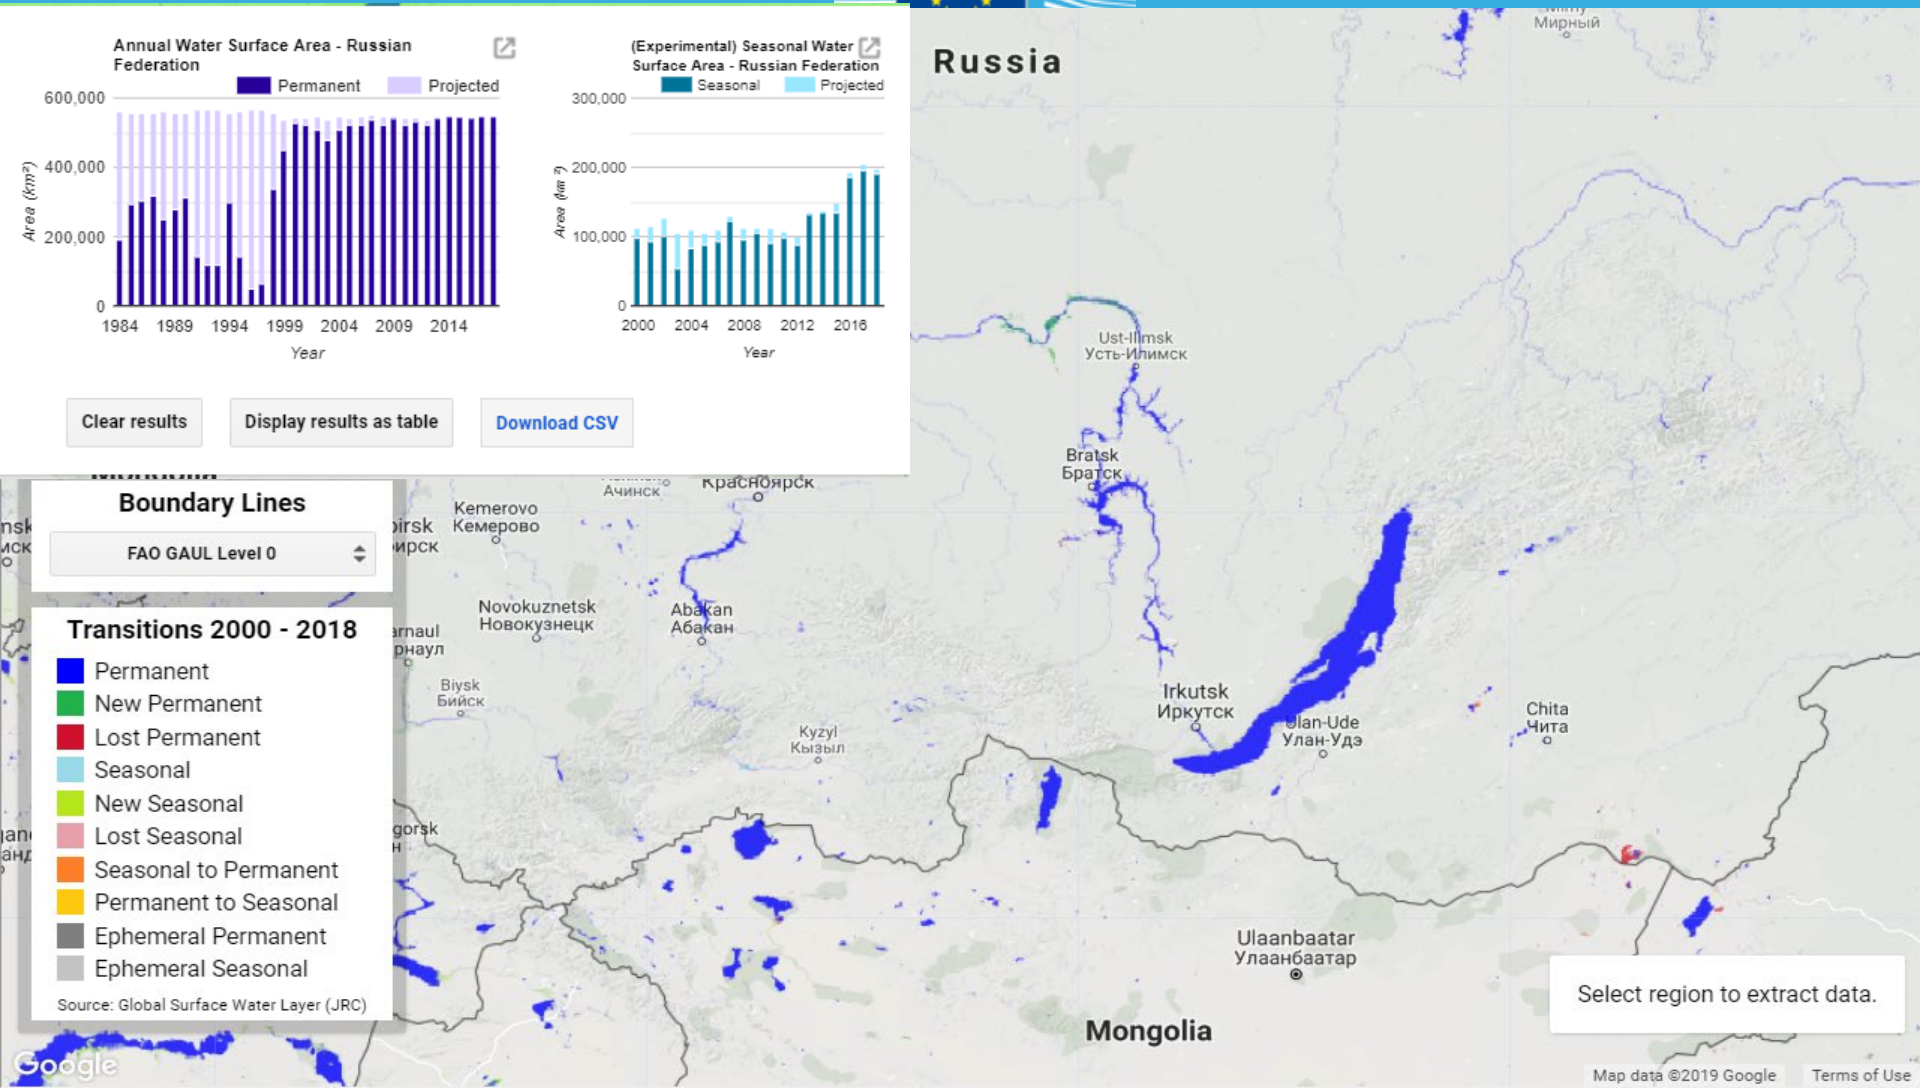 Annual Water Surface Area - Russian
Federation
Permanent
Projected
600,000
400,000
200,000
0
Area (km²)
1984 1989 1994 1999 2004 2009 2014
Year
(Experimental) Seasonal Water
Surface Area - Russian Federation
Seasonal
Projected
300,000
200,000
100,000
0
2000 2004 2008 2012 2016
Year
Clear results
Display results as table
Download CSV
Boundary Lines
FAO GAUL Level 0
Transitions 2000 - 2018
Permanent
New Permanent
Lost Permanent
Seasonal
New Seasonal
Lost Seasonal
Seasonal to Permanent
Permanent to Seasonal
Ephemeral Permanent
Ephemeral Seasonal
Source: Global Surface Water Layer (JRC)
Google
Russia
Мирный
Ust-Ilimsk
Усть-Илимск
Bratsk
Братск
Ачинск
Красноярск
Kemerovo
Кемерово
Novokuznetsk
Новокузнецк
Abakan
Абакан
Biysk
Бийск
Kyzyl
Кызыл
Irkutsk
Иркутск
Ulan-Ude
Улан-Удэ
Chita
Чита
Ulaanbaatar
Улаанбаатар
Mongolia
Select region to extract data.
Map data ©2019 Google
Terms of Use